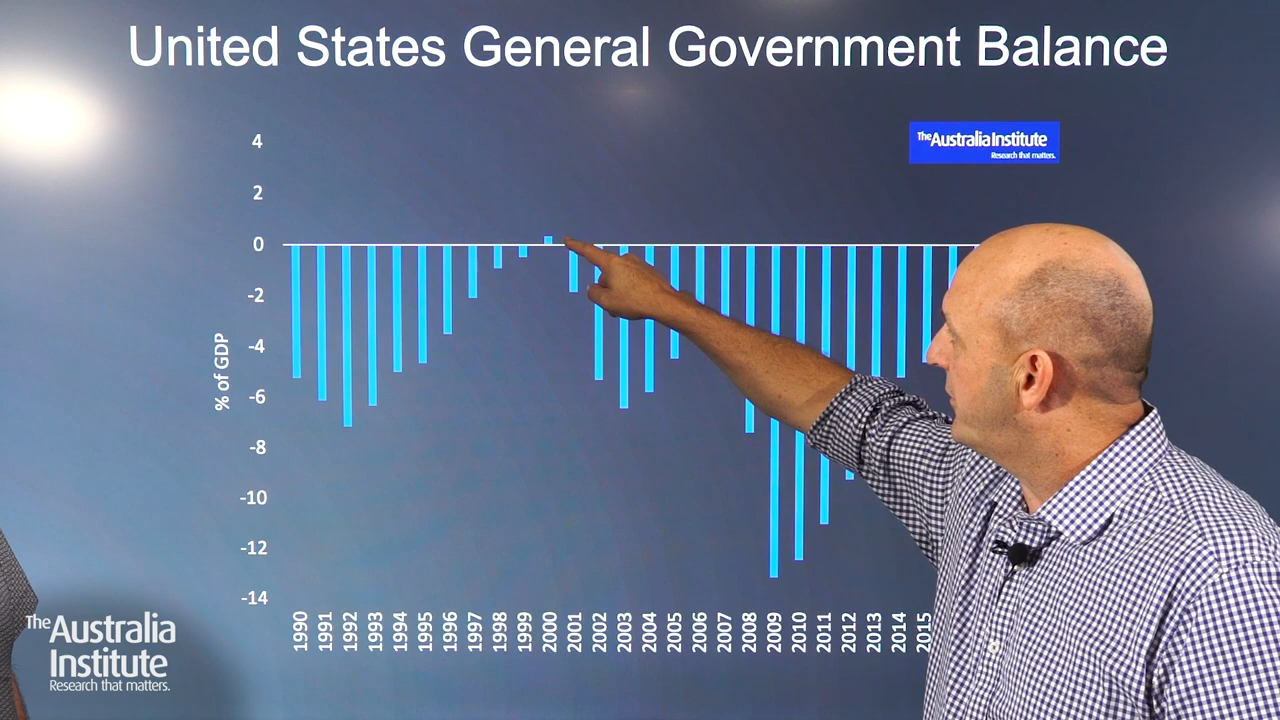 United States General Government Balance
The Australia Institute
Research that matters.
4
2
0
-2
-4
-6
-8
-10
-12
-14
% of GDP
1990 1991 1992 1993 1994 1995 1996 1997 1998 1999 2000 2001 2002 2003 2004 2005 2006 2007 2008 2009 2010 2011 2012 2013 2014 2015
The Australia
Institute
Research that matters.